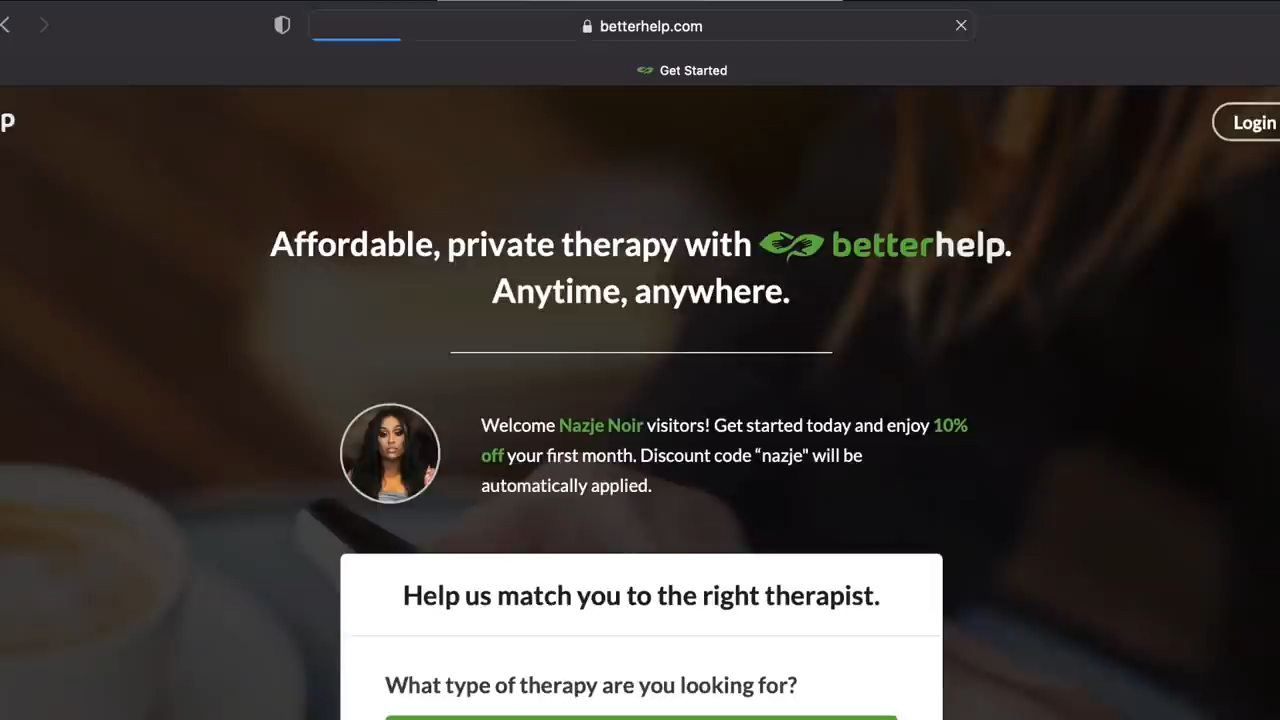 betterhelp.com
Get Started
p
Login
Affordable, private therapy with betterhelp.
Anytime, anywhere.
Welcome Nazje Noir visitors! Get started today and enjoy 10%
off your first month. Discount code “nazje" will be
automatically applied.
Help us match you to the right therapist.
What type of therapy are you looking for?